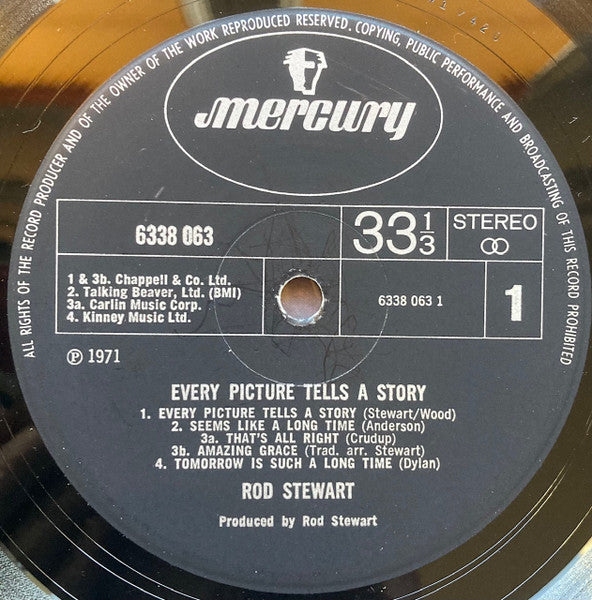 ALL RIGHTS OF THE RECORD PRODUCER AND OF THE OWNER OF THE WORK REPRODUCED RESERVED. COPYING, PUBLIC PERFORMANCE AND BROADCASTING OF THIS RECORD PROHIBITED
mercury
6338 063
33 1/3
STEREO
1 & 3b. Chappell & Co. Ltd.
2. Talking Beaver, Ltd. (BMI)
3a. Carlin Music Corp.
4. Kinney Music Ltd.
6338 063 1
1
℗ 1971
EVERY PICTURE TELLS A STORY
1. EVERY PICTURE TELLS A STORY (Stewart/Wood)
2. SEEMS LIKE A LONG TIME (Anderson)
3a. THAT'S ALL RIGHT (Crudup)
3b. AMAZING GRACE (Trad. arr. Stewart)
4. TOMORROW IS SUCH A LONG TIME (Dylan)
ROD STEWART
Produced by Rod Stewart